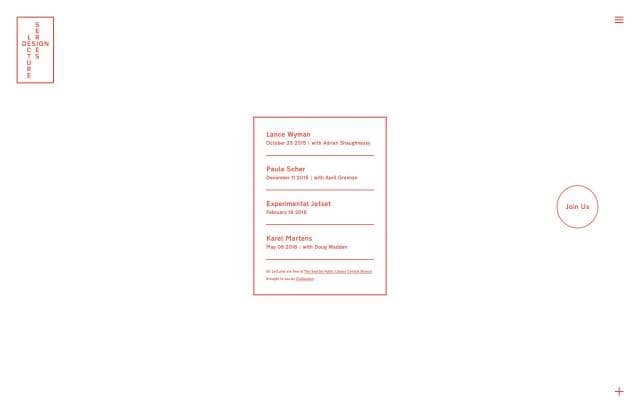 DESIGN
LECTURE
SERIES
Lance Wyman
October 23 2015 | with Adrian Shaughnessy
Paula Scher
December 11 2015 | with April Greiman
Experimental Jetset
February 19 2016
Karel Martens
May 06 2016 | with Doug Wadden
All Lectures are free at The Seattle Public Library Central Branch
Brought to you by Civilization
Join Us